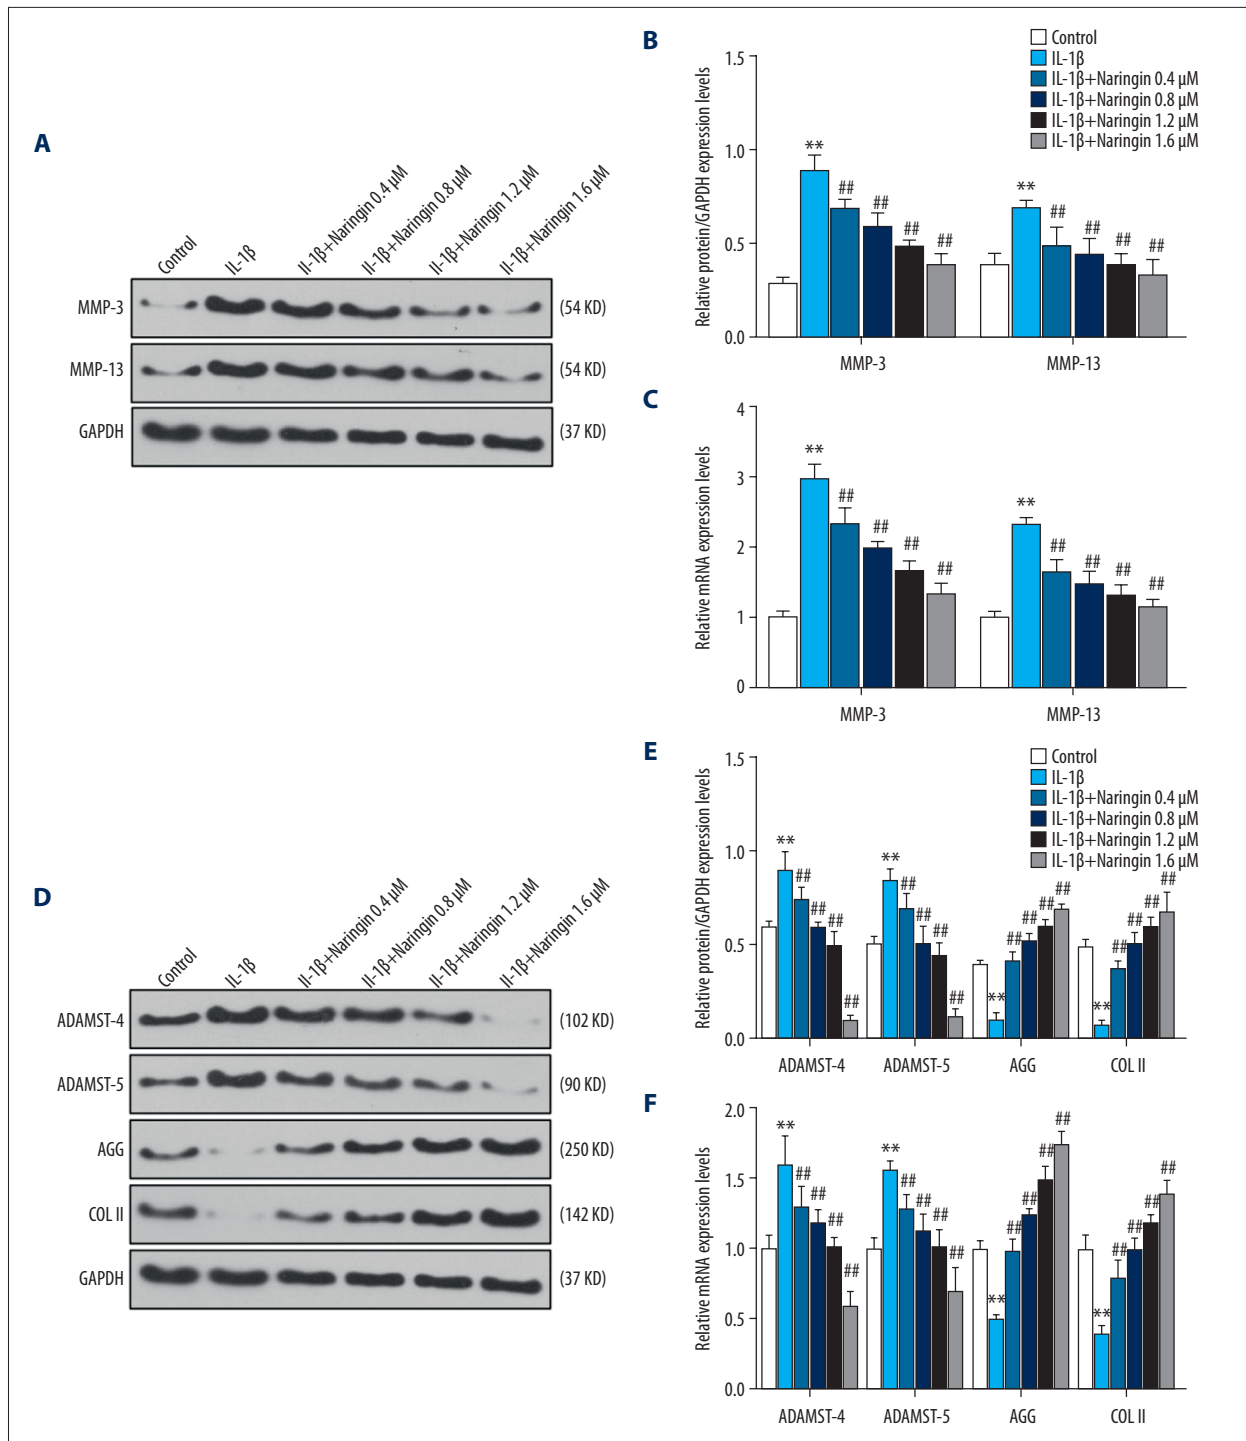 A
Control
IL-1β
Il-1β+Naringin 0.4 µM
Il-1β+Naringin 0.8 µM
Il-1β+Naringin 1.2 µM
Il-1β+Naringin 1.6 µM
MMP-3
(54 KD)
MMP-13
(54 KD)
GAPDH
(37 KD)
B
Control
IL-1β
IL-1β+Naringin 0.4 µM
IL-1β+Naringin 0.8 µM
IL-1β+Naringin 1.2 µM
IL-1β+Naringin 1.6 µM
Relative protein/GAPDH expression levels
1.5
1.0
0.5
0.0
** ## ## ## ##
** ## ## ## ##
MMP-3
MMP-13
C
Relative mRNA expression levels
4
3
2
1
0
** ## ## ## ##
** ## ## ## ##
MMP-3
MMP-13
D
Control
IL-1β
Il-1β+Naringin 0.4 µM
Il-1β+Naringin 0.8 µM
Il-1β+Naringin 1.2 µM
Il-1β+Naringin 1.6 µM
ADAMST-4
(102 KD)
ADAMST-5
(90 KD)
AGG
(250 KD)
COL II
(142 KD)
GAPDH
(37 KD)
E
Control
IL-1β
IL-1β+Naringin 0.4 µM
IL-1β+Naringin 0.8 µM
IL-1β+Naringin 1.2 µM
IL-1β+Naringin 1.6 µM
Relative protein/GAPDH expression levels
1.5
1.0
0.5
0.0
** ## ## ## ##
** ## ## ## ##
** ## ## ## ##
** ## ## ## ##
ADAMST-4
ADAMST-5
AGG
COL II
F
Relative mRNA expression levels
2.0
1.5
1.0
0.5
0.0
** ## ## ## ##
** ## ## ## ##
** ## ## ## ##
** ## ## ## ##
ADAMST-4
ADAMST-5
AGG
COL II